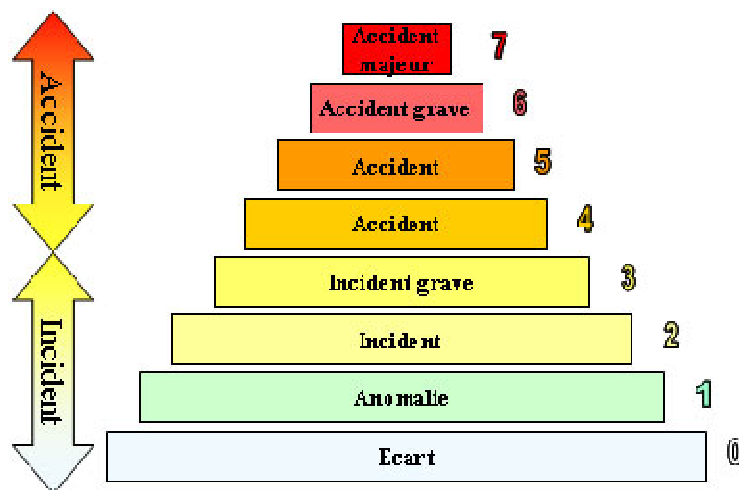 Accident
majeur
7
Accident grave
6
Accident
5
Accident
4
Incident grave
3
Incident
2
Anomalie
1
Ecart
0
Accident
Incident